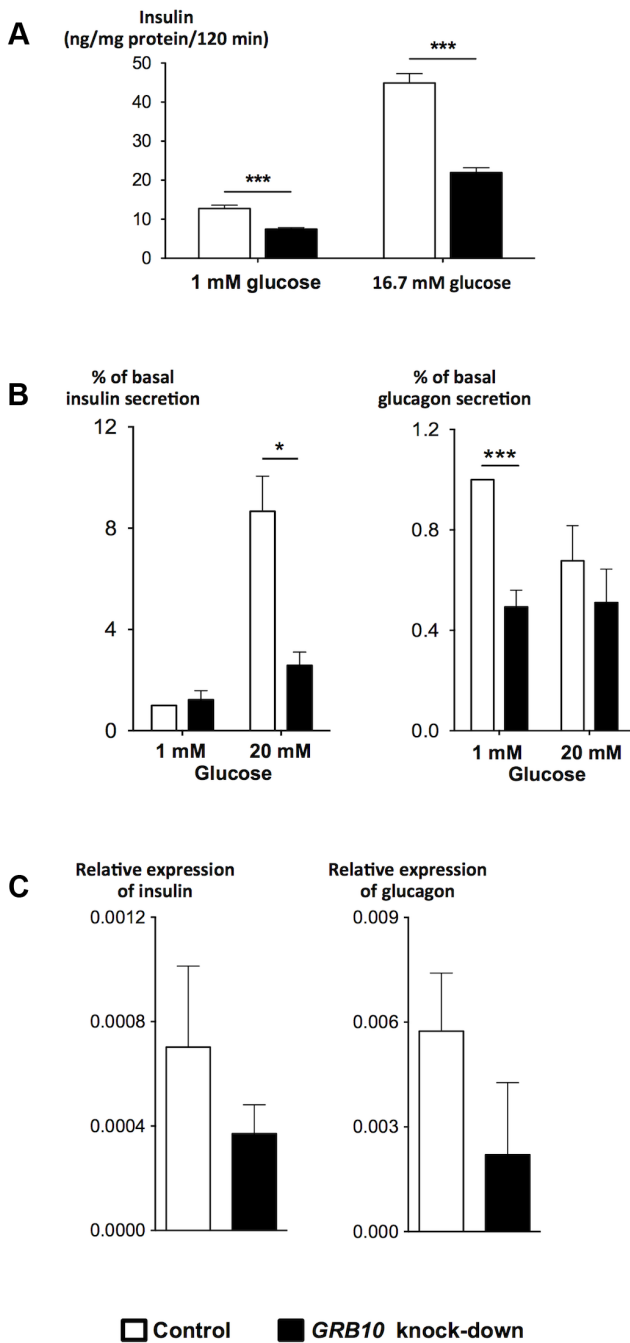 A
Insulin
(ng/mg protein/120 min)
50
40
30
20
10
0
***
***
1 mM glucose
16.7 mM glucose
B
% of basal
insulin secretion
12
8
4
0
*
1 mM
20 mM
Glucose
% of basal
glucagon secretion
1.2
0.8
0.4
0.0
***
1 mM
20 mM
Glucose
C
Relative expression
of insulin
0.0012
0.0008
0.0004
0.0000
Relative expression
of glucagon
0.009
0.006
0.003
0.000
Control
GRB10 knock-down